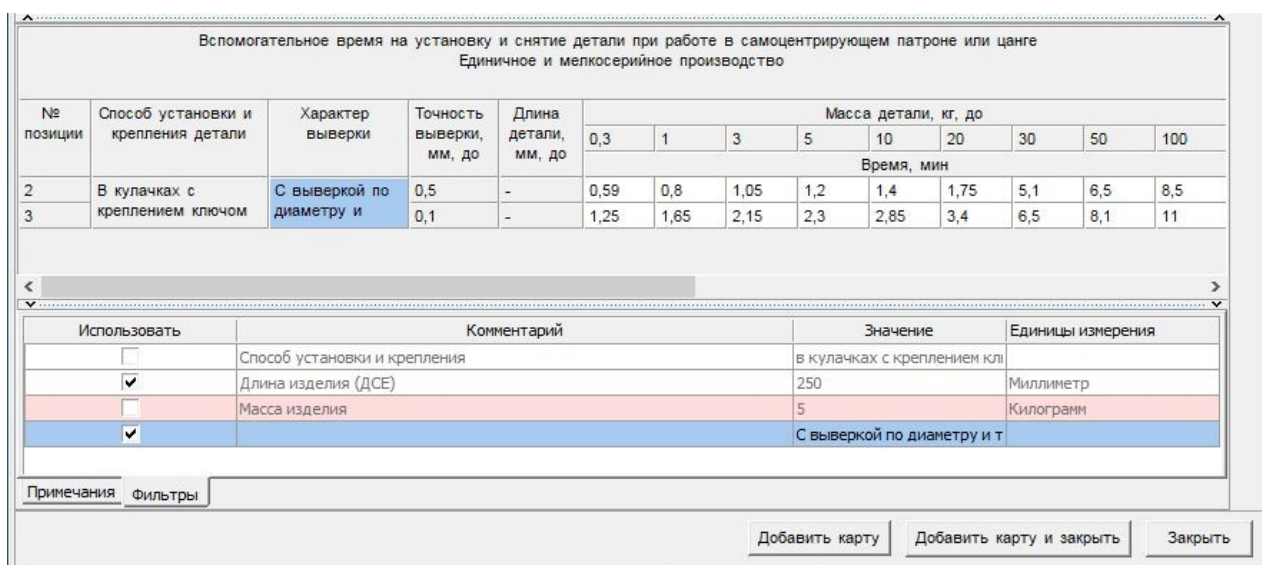 Вспомогательное время на установку и снятие детали при работе в самоцентрирующем патроне или цанге
Единичное и мелкосерийное производство
№ позиции Способ установки и крепления детали Характер выверки Точность выверки, мм, до Длина детали, мм, до Масса детали, кг, до
0,3 1 3 5 10 20 30 50 100
Время, мин
2 В кулачках с креплением ключом С выверкой по диаметру и 0,5 - 0,59 0,8 1,05 1,2 1,4 1,75 5,1 6,5 8,5
3 0,1 - 1,25 1,65 2,15 2,3 2,85 3,4 6,5 8,1 11
Использовать Комментарий Значение Единицы измерения
Способ установки и крепления в кулачках с креплением клі
Длина изделия (ДСЕ) 250 Миллиметр
Масса изделия 5 Килограмм
С выверкой по диаметру и т
Примечания Фильтры
Добавить карту Добавить карту и закрыть Закрыть